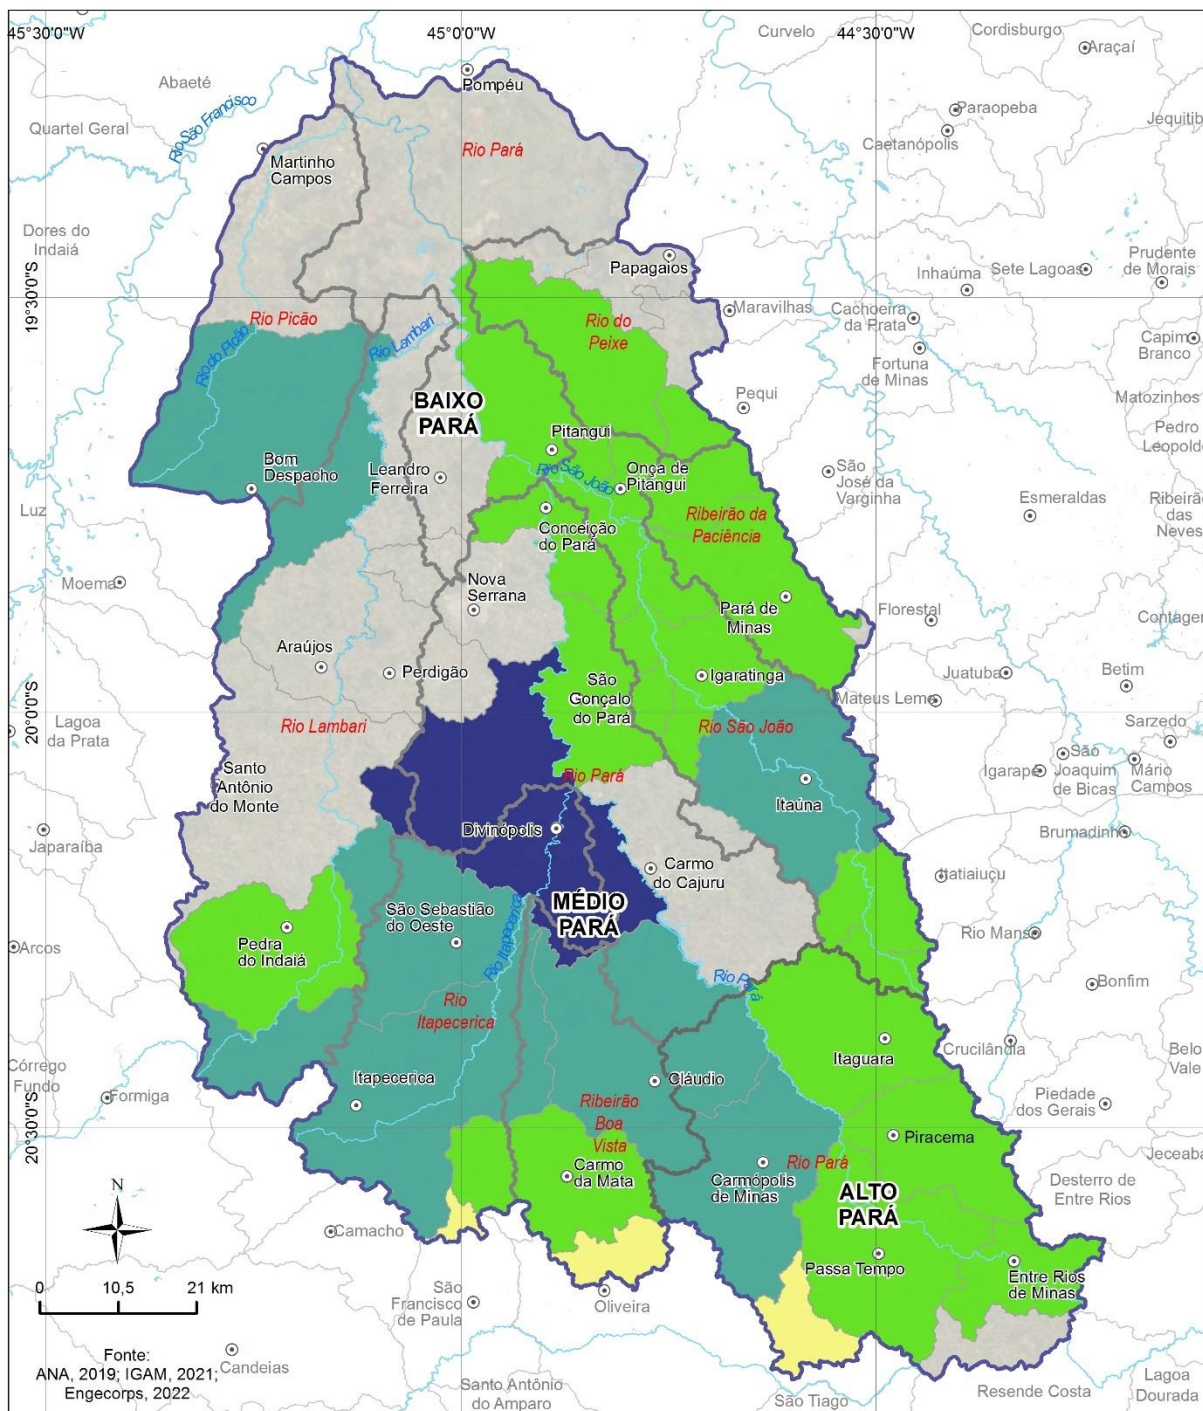 45°30'0"W
45°0'0"W
44°30'0"W
Curvelo
Cordisburgo
Araçaí
Abaeté
Pompéu
Paraopeba
Quartel Geral
Rio São Francisco
Caetanópolis
Martinho
Campos
Rio Pará
Dores do
Indaiá
Papagaios
Inhaúma
Sete Lagoas
Prudente
de Morais
19°30'0"S
Maravilhas
Cachoeira
da Prata
Rio Picão
Rio do
Peixe
Rio do Picão
Rio Lambari
Fortuna
de Minas
Capim
Branco
BAIXO
PARÁ
Pequi
Matozinhos
Pedro
Leopoldo
Pitangui
Bom
Despacho
Leandro
Ferreira
Rio São João
Onça de
Pitangui
São
José da
Varginha
Luz
Esmeraldas
Ribeirão
das
Neves
Conceição
do Pará
Ribeirão da
Paciência
Moema
Nova
Serrana
Pará de
Minas
Florestal
Contagem
Araújos
Perdigão
São
Gonçalo
do Pará
Igaratinga
Juatuba
Betim
Mateus Leme
20°0'0"S
Lagoa
da Prata
Rio Lambari
Rio São João
Sarzedo
Santo
Antônio
do Monte
Rio Pará
Itaúna
Igarapé
São
Joaquim
de Bicas
Mário
Campos
Japaraíba
Divinópolis
Brumadinho
Carmo
do Cajuru
Itatiaiuçu
MÉDIO
PARÁ
São Sebastião
do Oeste
Rio Itapecerica
Arcos
Pedra
do Indaiá
Rio Manso
Rio Pará
Bonfim
Rio
Itapecerica
Itaguara
Crucilândia
Belo
Vale
Córrego
Fundo
Formiga
Itapecerica
Cláudio
Piedade
dos Gerais
20°30'0"S
Ribeirão
Boa
Vista
Piracema
Jeceaba
Carmo
da Mata
Carmópolis
de Minas
Rio Pará
Desterro de
Entre Rios
ALTO
PARÁ
N
Camacho
Passa Tempo
Entre Rios
de Minas
0 10,5 21 km
São
Francisco
de Paula
Oliveira
Fonte:
ANA, 2019; IGAM, 2021;
Engecorps, 2022
Candeias
Santo Antônio
do Amparo
São Tiago
Resende Costa
Lagoa
Dourada